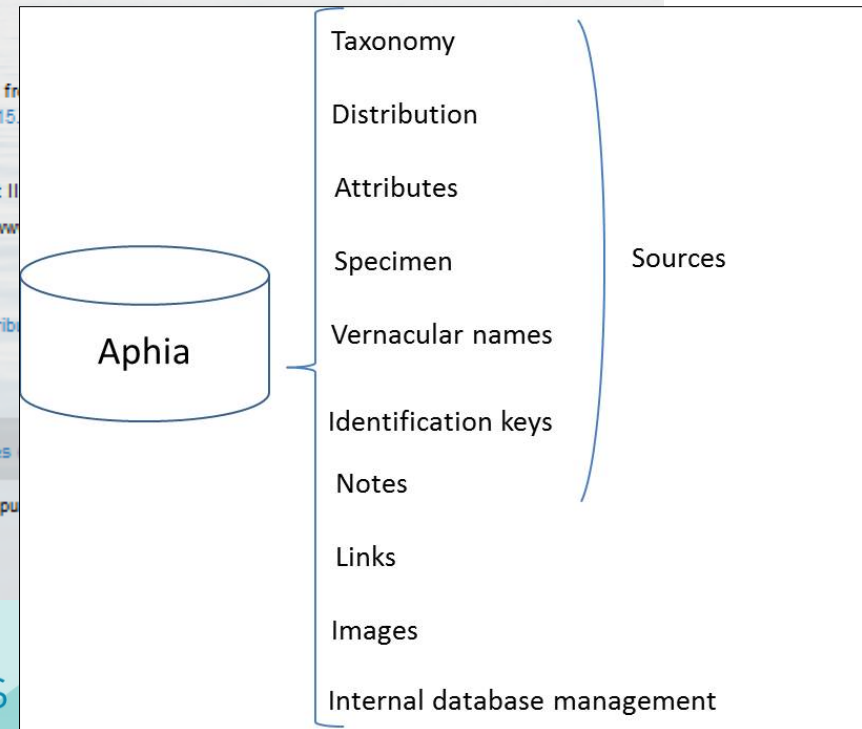 Taxonomy
Distribution
Attributes
Specimen
Sources
Vernacular names
Aphia
Identification keys
Notes
Links
Images
Internal database management